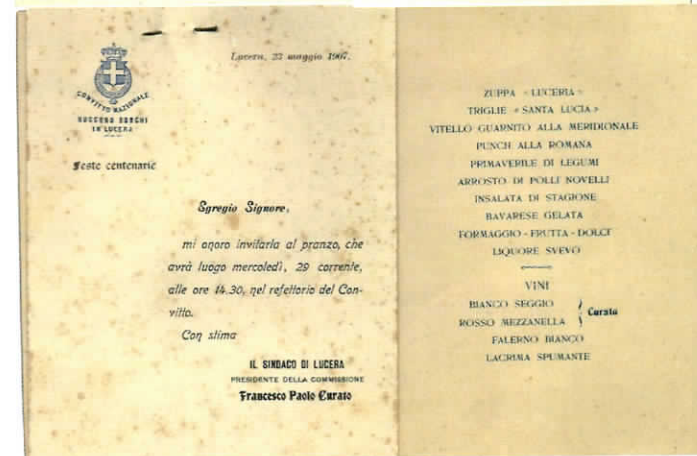 Lucera, 27 maggio 1907.
CONVITTO NAZIONALE
RUGGERO BONGHI
IN LUCERA
Feste centenarie
Egregio Signore,
mi onoro invitarla al pranzo, che
avrà luogo mercoledì, 29 corrente,
alle ore 14.30, nel refettorio del Con-
vitto.
Con stima
IL SINDACO DI LUCERA
PRESIDENTE DELLA COMMISSIONE
Francesco Paolo Curato
ZUPPA «LUCERIA»
TRIGLIE «SANTA LUCIA»
VITELLO GUARNITO ALLA MERIDIONALE
PUNCH ALLA ROMANA
PRIMAVERILE DI LEGUMI
ARROSTO DI POLLI NOVELLI
INSALATA DI STAGIONE
BAVARESE GELATA
FORMAGGIO - FRUTTA - DOLCI
LIQUORE SVEVO
VINI
BIANCO SEGGIO
ROSSO MEZZANELLA
Curato
FALERNO BIANCO
LACRIMA SPUMANTE